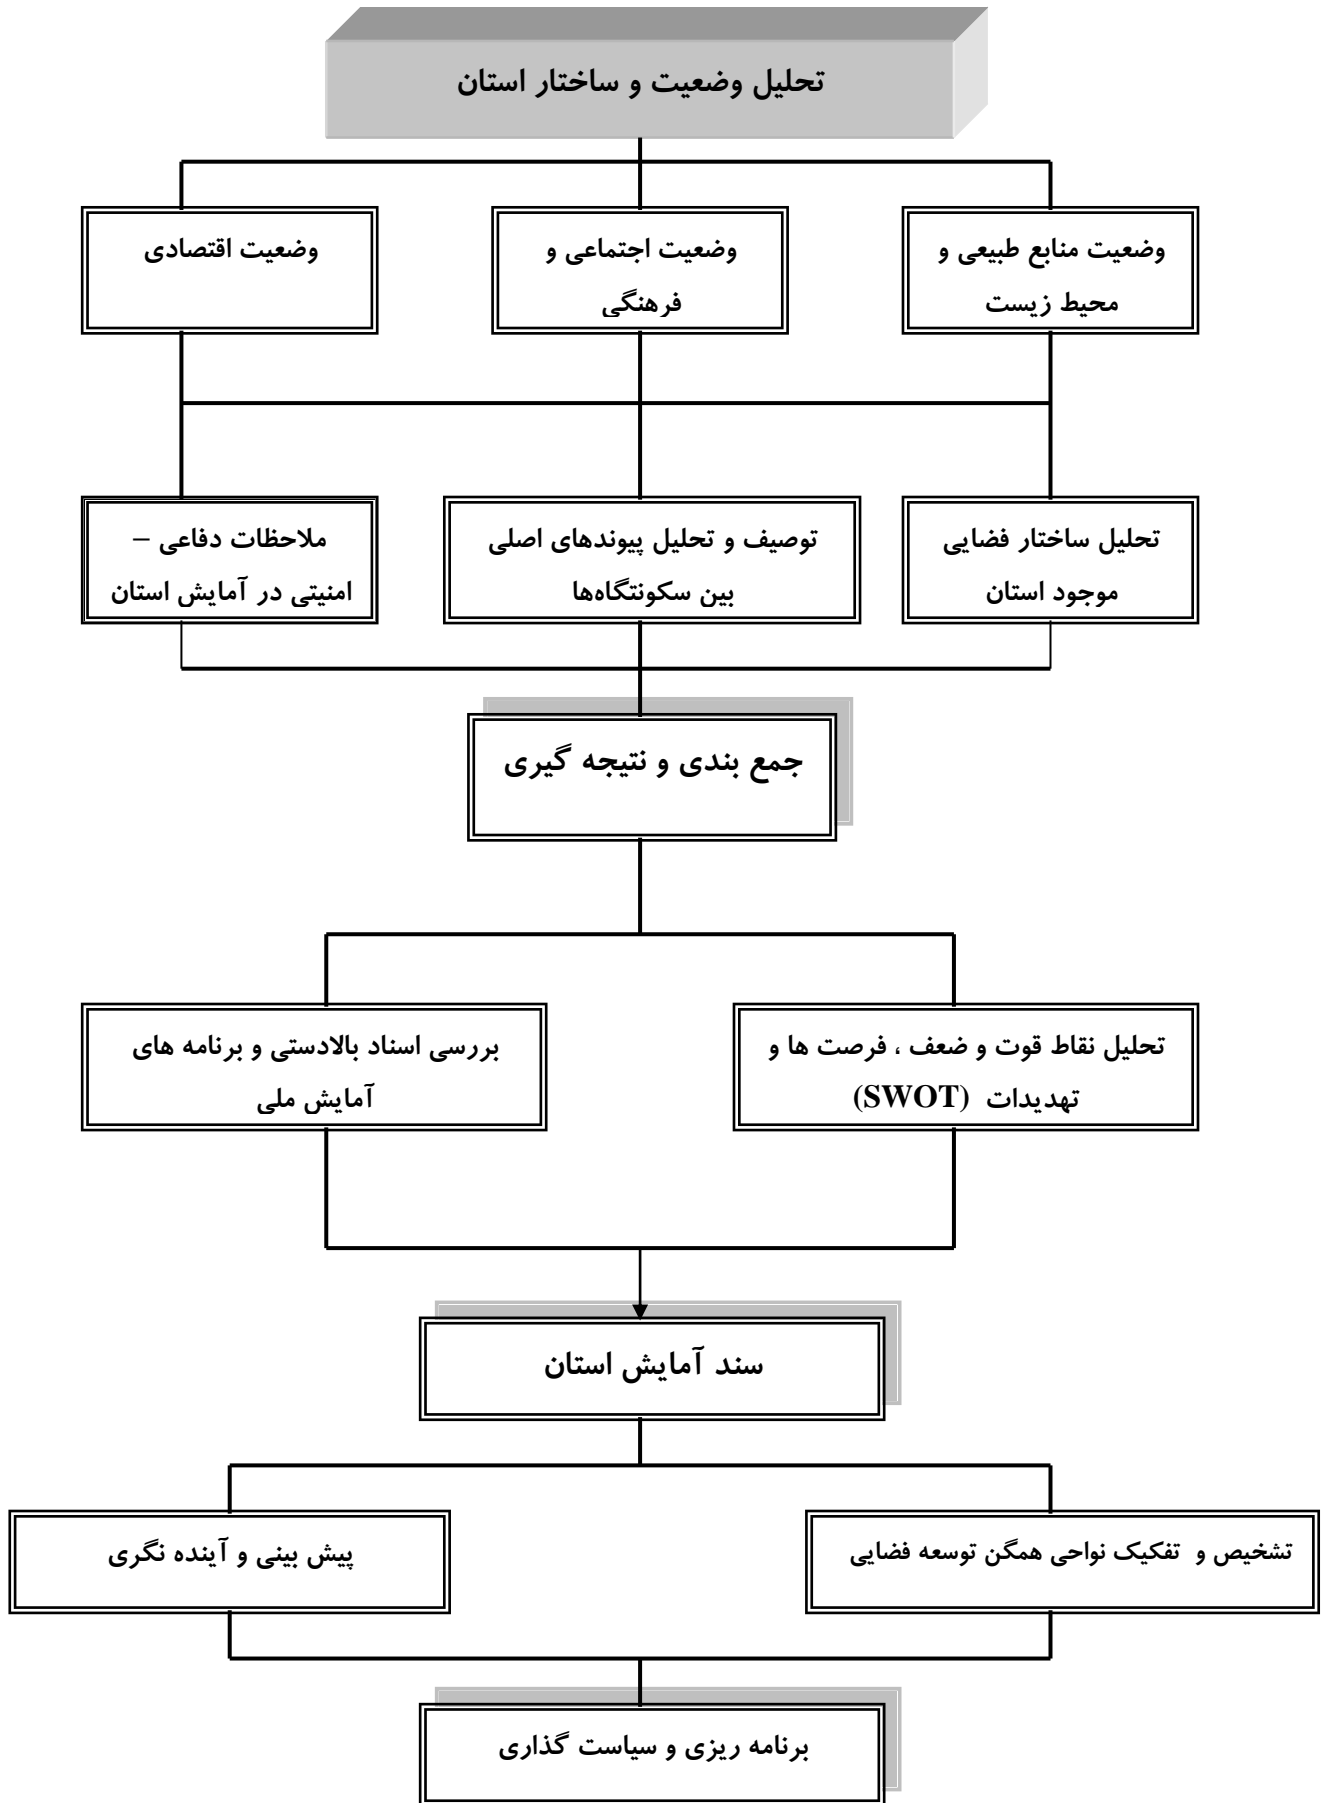 تحلیل وضعیت و ساختار استان
وضعیت منابع طبیعی و
محیط زیست
وضعیت اجتماعی و
فرهنگی
وضعیت اقتصادی
تحلیل ساختار فضایی
موجود استان
توصیف و تحلیل پیوندهای اصلی
بین سکونتگاه‌ها
ملاحظات دفاعی –
امنیتی در آمایش استان
جمع بندی و نتیجه گیری
تحلیل نقاط قوت و ضعف ، فرصت ها و
تهدیدات (SWOT)
بررسی اسناد بالادستی و برنامه های
آمایش ملی
سند آمایش استان
تشخیص و تفکیک نواحی همگن توسعه فضایی
پیش بینی و آینده نگری
برنامه ریزی و سیاست گذاری